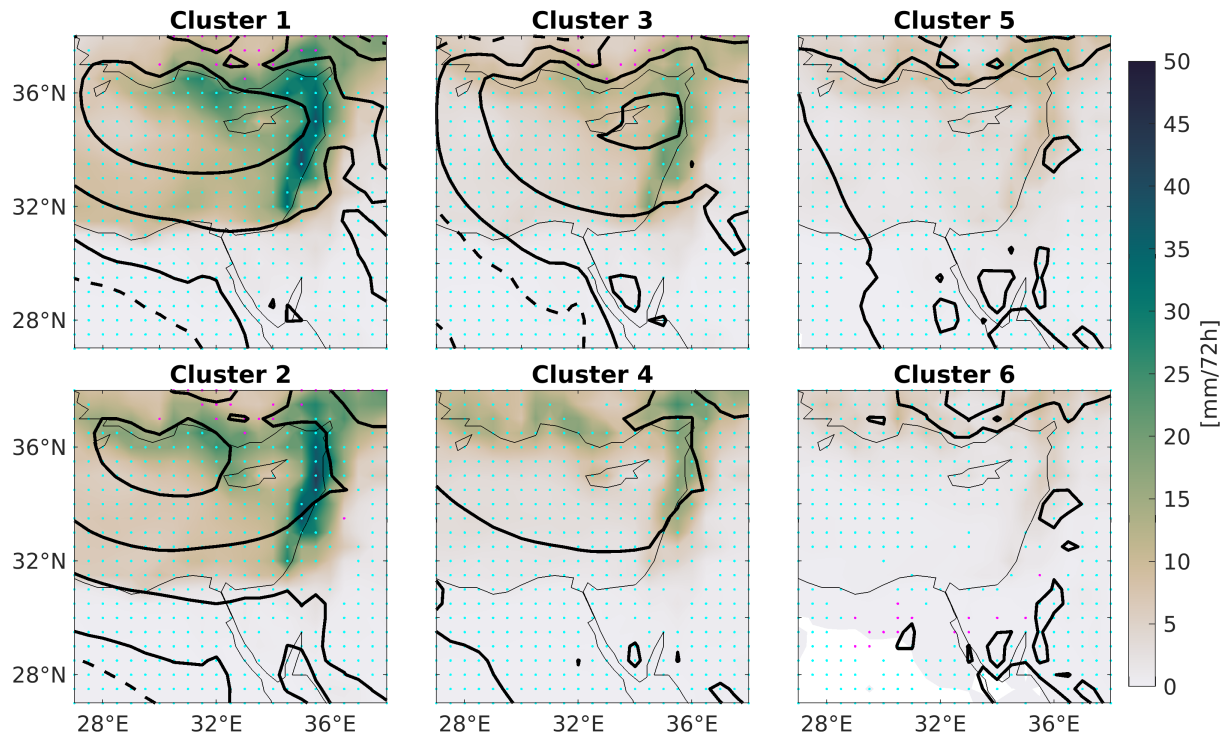 Cluster 1
Cluster 3
Cluster 5
36°N
32°N
28°N
Cluster 2
Cluster 4
Cluster 6
36°N
32°N
28°N
28°E 32°E 36°E
28°E 32°E 36°E
28°E 32°E 36°E
50
45
40
35
30
25
20
15
10
5
0
[mm/72h]